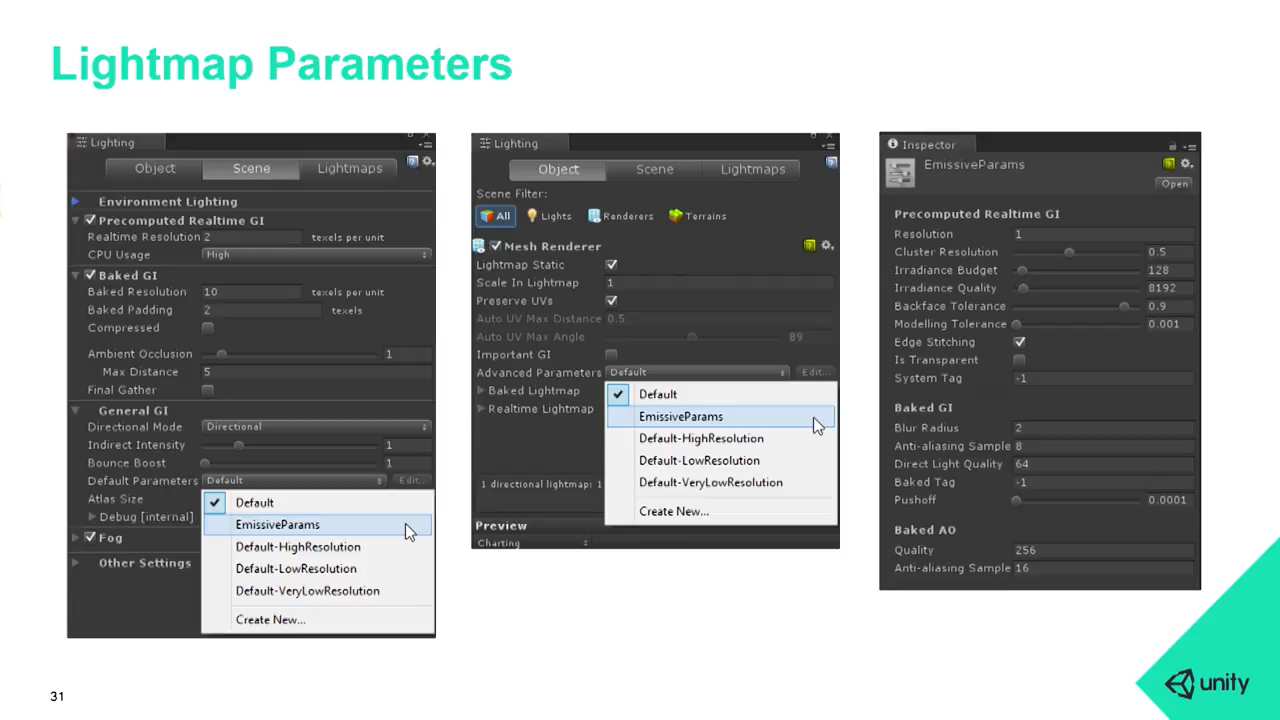 Lightmap Parameters
Lighting
Object Scene Lightmaps
Environment Lighting
Precomputed Realtime GI
Realtime Resolution 2 texels per unit
CPU Usage High
Baked GI
Baked Resolution 10 texels per unit
Baked Padding 2 texels
Compressed
Ambient Occlusion 1
Max Distance 5
Final Gather
General GI
Directional Mode Directional
Indirect Intensity 1
Bounce Boost 1
Default Parameters Default Edit...
Atlas Size
Default
Debug [internal]
EmissiveParams
Fog
Default-HighResolution
Other Settings
Default-LowResolution
Default-VeryLowResolution
Create New...
Lighting
Object Scene Lightmaps
Scene Filter:
All Lights Renderers Terrains
Mesh Renderer
Lightmap Static
Scale In Lightmap 1
Preserve UVs
Auto UV Max Distance 0.5
Auto UV Max Angle 89
Important GI
Advanced Parameters Default Edit...
Baked Lightmap
Realtime Lightmap
Default
EmissiveParams
Default-HighResolution
Default-LowResolution
Default-VeryLowResolution
Create New...
1 directional lightmap: 1
Preview
Charting
Inspector
EmissiveParams
Open
Precomputed Realtime GI
Resolution 1
Cluster Resolution 0.5
Irradiance Budget 128
Irradiance Quality 8192
Backface Tolerance 0.9
Modelling Tolerance 0.001
Edge Stitching
Is Transparent
System Tag -1
Baked GI
Blur Radius 2
Anti-aliasing Sample 8
Direct Light Quality 64
Baked Tag -1
Pushoff 0.0001
Baked AO
Quality 256
Anti-aliasing Sample 16
31
unity